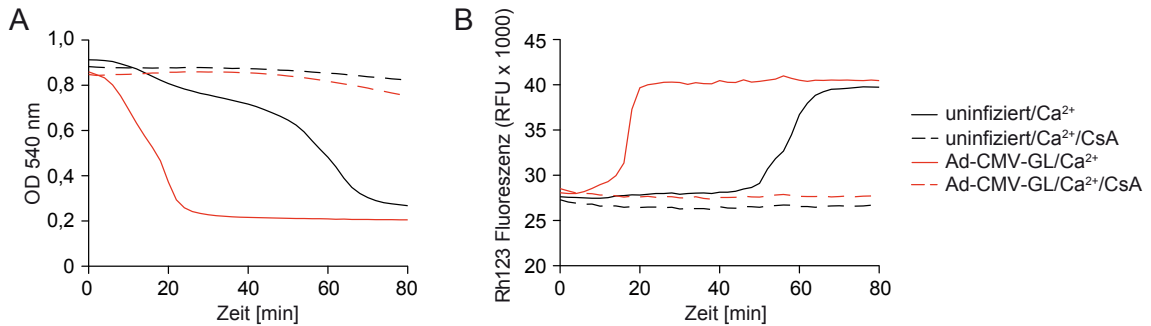 A
OD 540 nm
1,0
0,8
0,6
0,4
0,2
0
0
20
40
60
80
Zeit [min]
B
Rh123 Fluoreszenz (RFU x 1000)
45
40
35
30
25
20
0
20
40
60
80
Zeit [min]
uninfiziert/Ca²⁺
uninfiziert/Ca²⁺/CsA
Ad-CMV-GL/Ca²⁺
Ad-CMV-GL/Ca²⁺/CsA